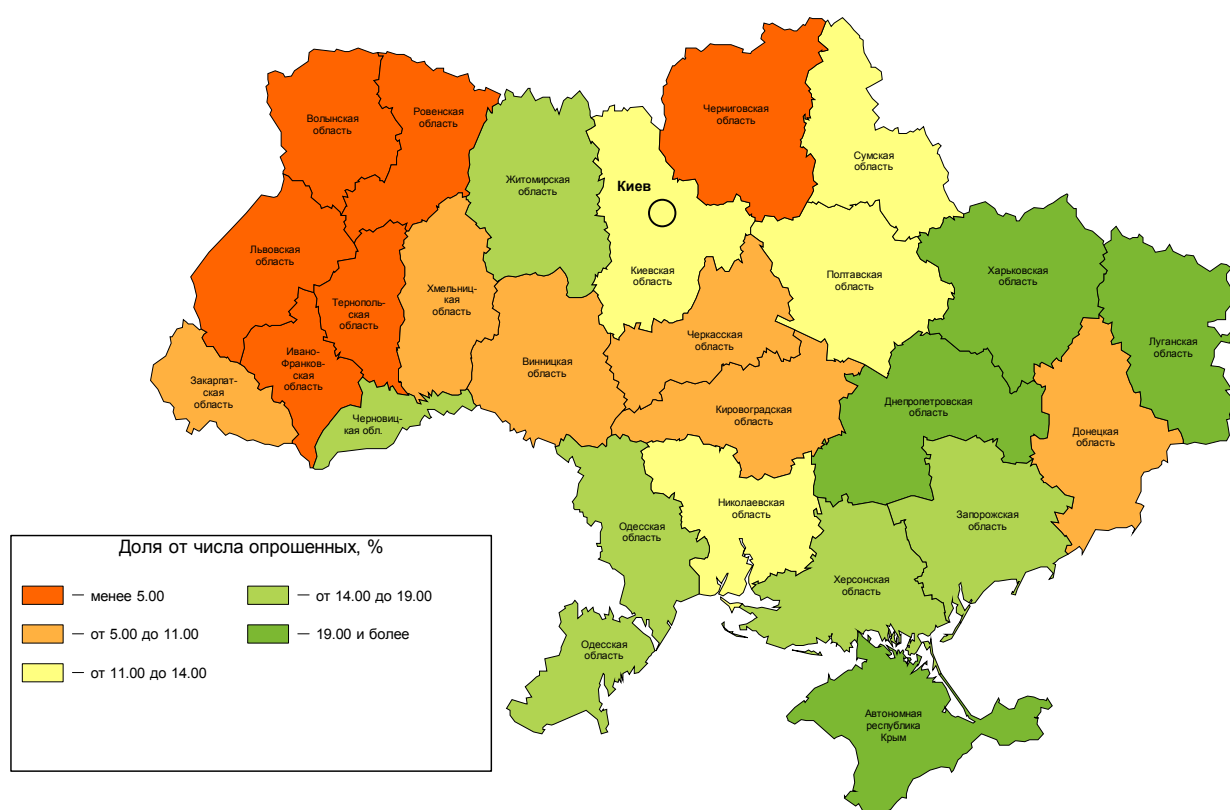 Волынская
область
Ровенская
область
Житомирская
область
Киев
Киевская
область
Черниговская
область
Сумская
область
Львовская
область
Тернополь-
ская
область
Хмельниц-
кая
область
Ивано-
Франков-
ская
область
Закарпат-
ская
область
Черновиц-
кая обл.
Винницкая
область
Черкасская
область
Полтавская
область
Харьковская
область
Луганская
область
Кировоградская
область
Днепропетровская
область
Донецкая
область
Одесская
область
Николаевская
область
Запорожская
область
Херсонская
область
Одесская
область
Автономная
республика
Крым
Доля от числа опрошенных, %
— менее 5.00
— от 5.00 до 11.00
— от 11.00 до 14.00
— от 14.00 до 19.00
— 19.00 и более